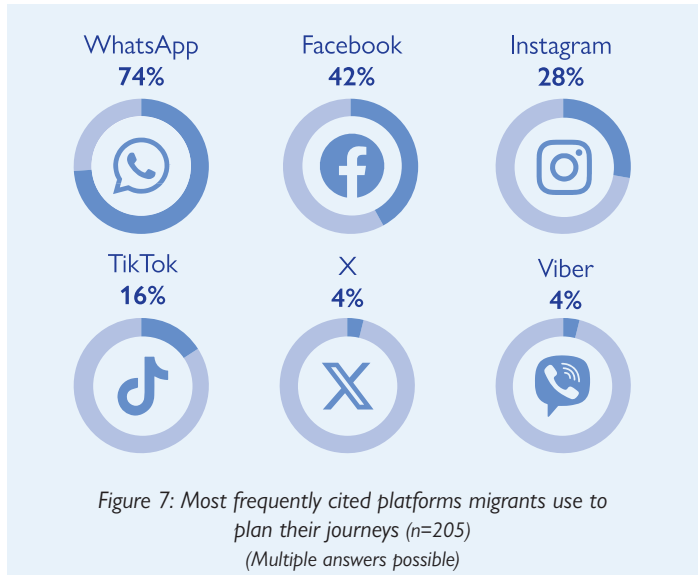 WhatsApp
74%
Facebook
42%
Instagram
28%
TikTok
16%
X
4%
Viber
4%
Figure 7: Most frequently cited platforms migrants use to
plan their journeys (n=205)
(Multiple answers possible)